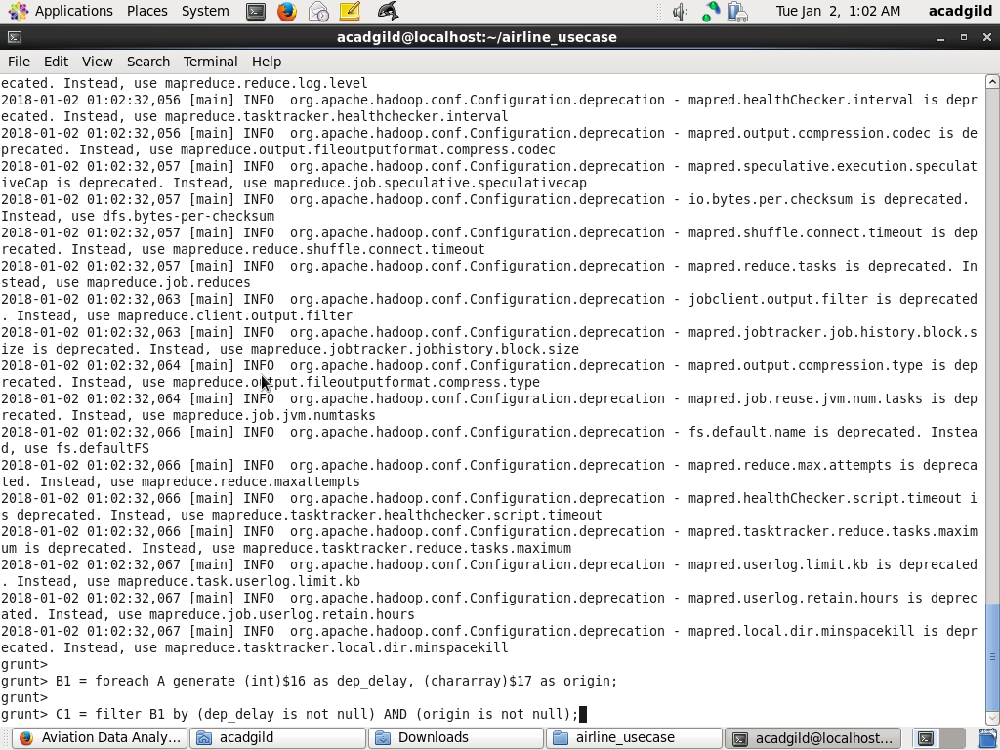 Applications Places System Tue Jan 2, 1:02 AM acadgild
acadgild@localhost:~/airline_usecase
File Edit View Search Terminal Help
ecated. Instead, use mapreduce.reduce.log.level
2018-01-02 01:02:32,056 [main] INFO  org.apache.hadoop.conf.Configuration.deprecation - mapred.healthChecker.interval is depr
ecated. Instead, use mapreduce.tasktracker.healthchecker.interval
2018-01-02 01:02:32,056 [main] INFO  org.apache.hadoop.conf.Configuration.deprecation - mapred.output.compression.codec is de
precated. Instead, use mapreduce.output.fileoutputformat.compress.codec
2018-01-02 01:02:32,057 [main] INFO  org.apache.hadoop.conf.Configuration.deprecation - mapred.speculative.execution.speculat
iveCap is deprecated. Instead, use mapreduce.job.speculative.speculativecap
2018-01-02 01:02:32,057 [main] INFO  org.apache.hadoop.conf.Configuration.deprecation - io.bytes.per.checksum is deprecated.
Instead, use dfs.bytes-per-checksum
2018-01-02 01:02:32,057 [main] INFO  org.apache.hadoop.conf.Configuration.deprecation - mapred.shuffle.connect.timeout is dep
recated. Instead, use mapreduce.reduce.shuffle.connect.timeout
2018-01-02 01:02:32,057 [main] INFO  org.apache.hadoop.conf.Configuration.deprecation - mapred.reduce.tasks is deprecated. In
stead, use mapreduce.job.reduces
2018-01-02 01:02:32,063 [main] INFO  org.apache.hadoop.conf.Configuration.deprecation - jobclient.output.filter is deprecated
. Instead, use mapreduce.client.output.filter
2018-01-02 01:02:32,063 [main] INFO  org.apache.hadoop.conf.Configuration.deprecation - mapred.jobtracker.job.history.block.s
ize is deprecated. Instead, use mapreduce.jobtracker.jobhistory.block.size
2018-01-02 01:02:32,064 [main] INFO  org.apache.hadoop.conf.Configuration.deprecation - mapred.output.compression.type is dep
recated. Instead, use mapreduce.output.fileoutputformat.compress.type
2018-01-02 01:02:32,064 [main] INFO  org.apache.hadoop.conf.Configuration.deprecation - mapred.job.reuse.jvm.num.tasks is dep
recated. Instead, use mapreduce.job.jvm.numtasks
2018-01-02 01:02:32,066 [main] INFO  org.apache.hadoop.conf.Configuration.deprecation - fs.default.name is deprecated. Instea
d, use fs.defaultFS
2018-01-02 01:02:32,066 [main] INFO  org.apache.hadoop.conf.Configuration.deprecation - mapred.reduce.max.attempts is depreca
ted. Instead, use mapreduce.reduce.maxattempts
2018-01-02 01:02:32,066 [main] INFO  org.apache.hadoop.conf.Configuration.deprecation - mapred.healthChecker.script.timeout i
s deprecated. Instead, use mapreduce.tasktracker.healthchecker.script.timeout
2018-01-02 01:02:32,066 [main] INFO  org.apache.hadoop.conf.Configuration.deprecation - mapred.tasktracker.reduce.tasks.maxim
um is deprecated. Instead, use mapreduce.tasktracker.reduce.tasks.maximum
2018-01-02 01:02:32,067 [main] INFO  org.apache.hadoop.conf.Configuration.deprecation - mapred.userlog.limit.kb is deprecated
. Instead, use mapreduce.task.userlog.limit.kb
2018-01-02 01:02:32,067 [main] INFO  org.apache.hadoop.conf.Configuration.deprecation - mapred.userlog.retain.hours is deprec
ated. Instead, use mapreduce.job.userlog.retain.hours
2018-01-02 01:02:32,067 [main] INFO  org.apache.hadoop.conf.Configuration.deprecation - mapred.local.dir.minspacekill is depr
ecated. Instead, use mapreduce.tasktracker.local.dir.minspacekill
grunt>
grunt> B1 = foreach A generate (int)$16 as dep_delay, (chararray)$17 as origin;
grunt>
grunt> C1 = filter B1 by (dep_delay is not null) AND (origin is not null);
Aviation Data Analy... acadgild Downloads airline_usecase acadgild@localhost:...